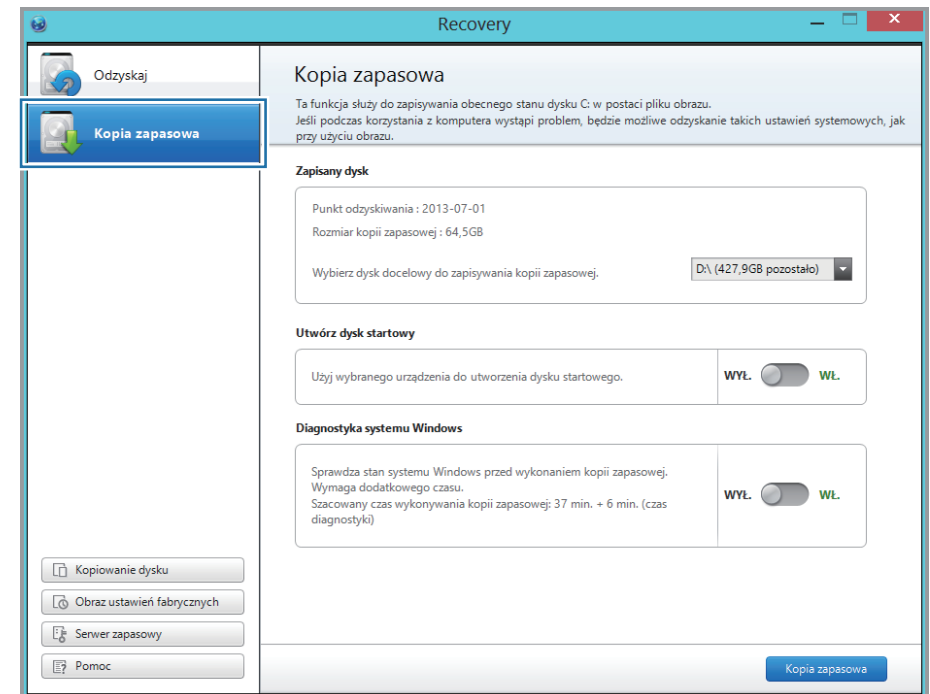 Recovery
Odzyskaj
Kopia zapasowa
Kopia zapasowa
Ta funkcja służy do zapisywania obecnego stanu dysku C: w postaci pliku obrazu.
Jeśli podczas korzystania z komputera wystąpi problem, będzie możliwe odzyskanie takich ustawień systemowych, jak
przy użyciu obrazu.
Zapisany dysk
Punkt odzyskiwania : 2013-07-01
Rozmiar kopii zapasowej : 64,5GB
Wybierz dysk docelowy do zapisywania kopii zapasowej.
D:\ (427,9GB pozostało)
Utwórz dysk startowy
Użyj wybranego urządzenia do utworzenia dysku startowego.
WYŁ. WŁ.
Diagnostyka systemu Windows
Sprawdza stan systemu Windows przed wykonaniem kopii zapasowej.
Wymaga dodatkowego czasu.
Szacowany czas wykonywania kopii zapasowej: 37 min. + 6 min. (czas
diagnostyki)
WYŁ. WŁ.
Kopiowanie dysku
Obraz ustawień fabrycznych
Serwer zapasowy
Pomoc
Kopia zapasowa